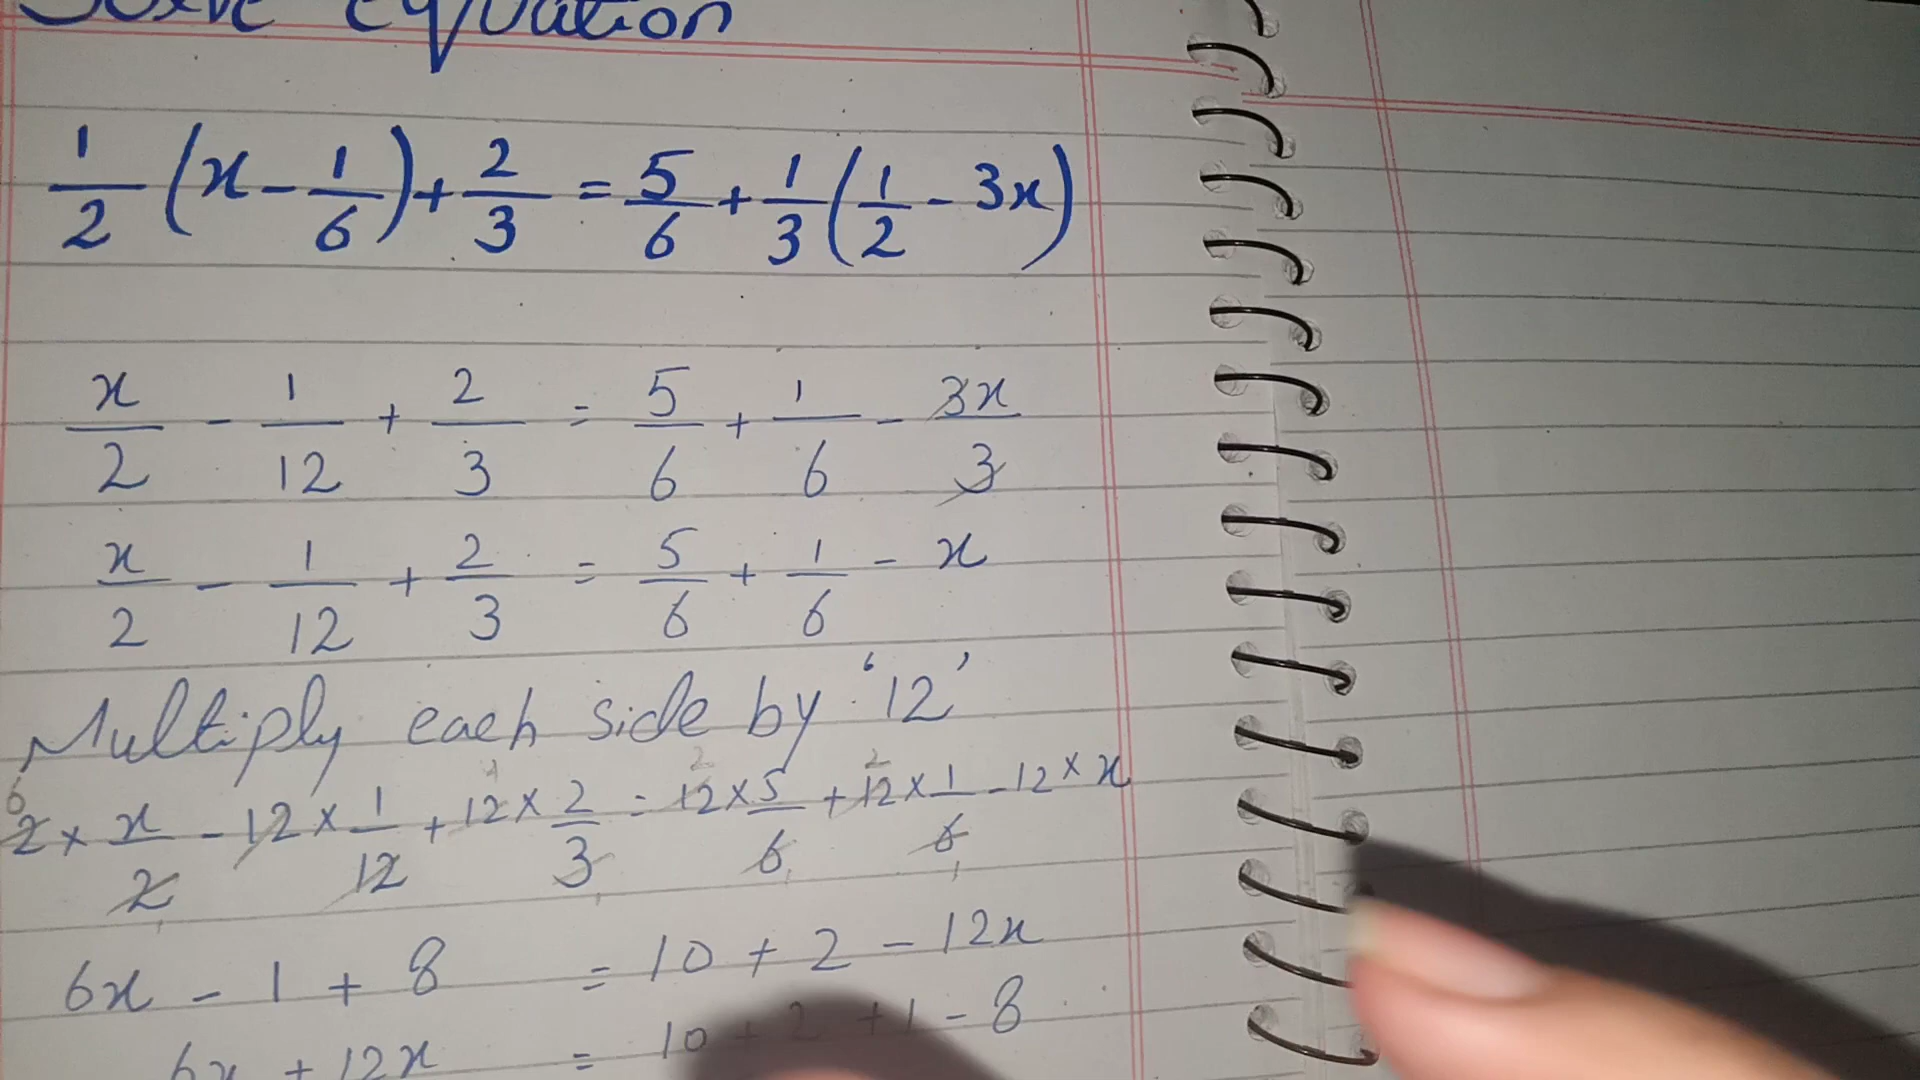 Solve Equation
1/2 (x - 1/6) + 2/3 = 5/6 + 1/3 (1/2 - 3x)
x/2 - 1/12 + 2/3 = 5/6 + 1/6 - 3x/3
x/2 - 1/12 + 2/3 = 5/6 + 1/6 - x
Multiply each side by '12'
6 2 × x/2 - 12 × 1/12 + 12 × 2/3 = 12 × 5/6 + 12 × 1/6 - 12 × x
6x - 1 + 8 = 10 + 2 - 12x
6x + 12x = 10 + 2 + 1 - 8